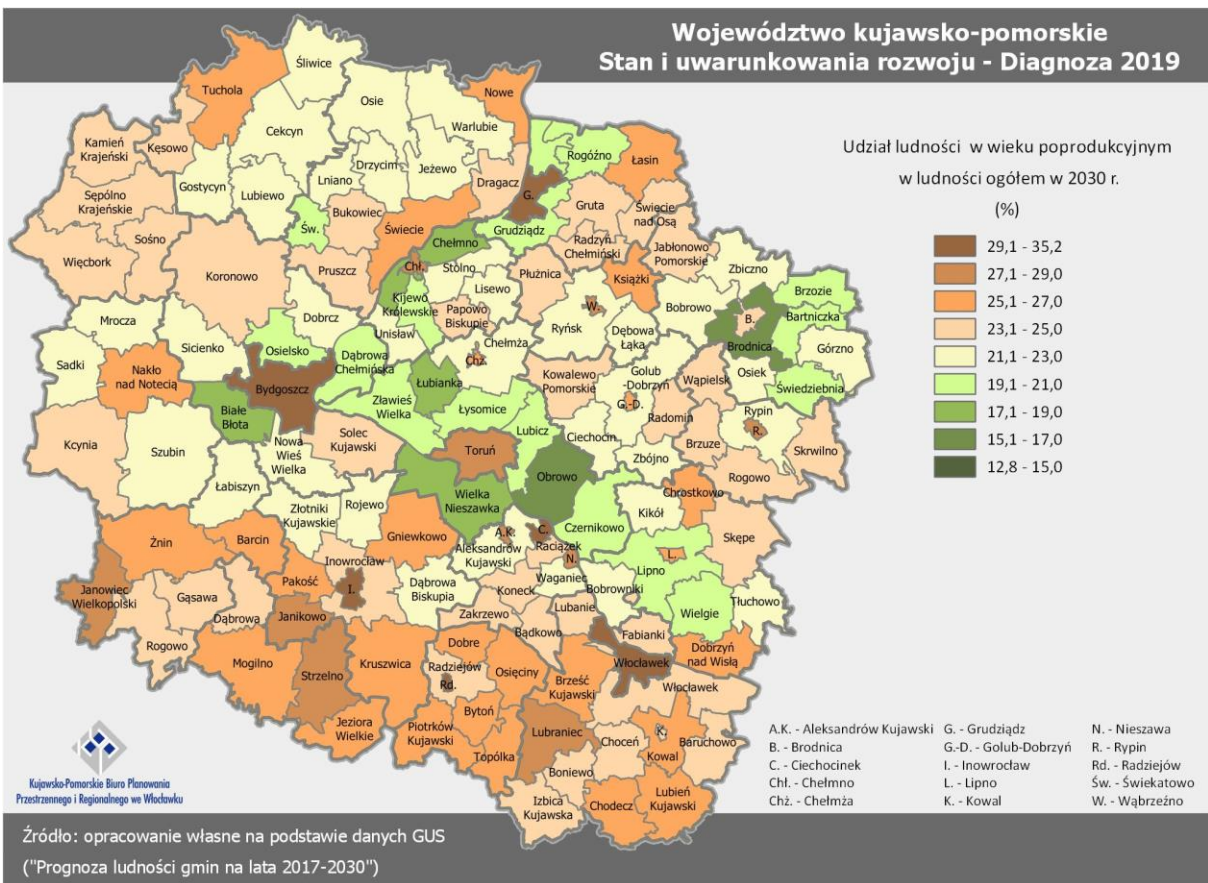 Województwo kujawsko-pomorskie
Stan i uwarunkowania rozwoju - Diagnoza 2019
Udział ludności w wieku poprodukcyjnym
w ludności ogółem w 2030 r.
(%)
29,1 - 35,2
27,1 - 29,0
25,1 - 27,0
23,1 - 25,0
21,1 - 23,0
19,1 - 21,0
17,1 - 19,0
15,1 - 17,0
12,8 - 15,0
Śliwice
Tuchola
Osie
Nowe
Cekcyn
Warlubie
Kamień
Krajeński
Kęsowo
Rogóźno
Łasin
Drzycim
Jeżewo
Gostycyn
Lubiewo
Lniano
Dragacz
G.
Sępólno
Krajeńskie
Bukowiec
Gruta
Święcie
nad Osą
Św.
Świecie
Grudziądz
Sośno
Chełmno
Radzyń
Chełmiński
Jabłonowo
Pomorskie
Więcbork
Koronowo
Pruszcz
Chł.
Stolno
Płużnica
Książki
Zbiczno
Kijewo
Królewskie
Lisewo
Bobrowo
Brzozie
Mrocza
Dobrcz
Papowo
Biskupie
W.
B.
Bartniczka
Unisław
Ryńsk
Dębowa
Łąka
Brodnica
Sicienko
Osielsko
Dąbrowa
Chełmińska
Chełmża
Górzno
Sadki
Nakło
nad Notecią
Chż.
Kowalewo
Pomorskie
Golub
-Dobrzyń
Wąpielsk
Osiek
Bydgoszcz
Łubianka
Świedziebnia
Białe
Błota
Zławieś
Wielka
Łysomice
G.-D.
Radomin
Rypin
Kcynia
Szubin
Nowa
Wieś
Wielka
Solec
Kujawski
Toruń
Lubicz
Ciechocin
R.
Brzuze
Skrwilno
Zbójno
Łabiszyn
Wielka
Nieszawka
Obrowo
Rogowo
Złotniki
Kujawskie
Rojewo
Chrostkowo
Kikół
Żnin
Barcin
Gniewkowo
A.K.
C.
Czernikowo
Raciążek
Skępe
Aleksandrów
Kujawski
N.
L.
Inowrocław
Pakość
Janowiec
Wielkopolski
Gąsawa
I.
Dąbrowa
Biskupia
Waganiec
Lipno
Koneck
Bobrowniki
Tłuchowo
Janikowo
Dąbrowa
Zakrzewo
Lubanie
Wielgie
Rogowo
Bądkowo
Fabianki
Mogilno
Strzelno
Kruszwica
Dobre
Dobrzyń
nad Wisłą
Radziejów
Osięciny
Włocławek
Rd.
Brześć
Kujawski
Włocławek
Jeziora
Wielkie
Piotrków
Kujawski
Bytoń
Lubraniec
K.
Choceń
Baruchowo
Topólka
Kowal
Boniewo
Izbica
Kujawska
Chodecz
Lubień
Kujawski
A.K. - Aleksandrów Kujawski
B. - Brodnica
C. - Ciechocinek
Chł. - Chełmno
Chż. - Chełmża
G. - Grudziądz
G.-D. - Golub-Dobrzyń
I. - Inowrocław
L. - Lipno
K. - Kowal
N. - Nieszawa
R. - Rypin
Rd. - Radziejów
Św. - Świekatowo
W. - Wąbrzeźno
Kujawsko-Pomorskie Biuro Planowania
Przestrzennego i Regionalnego we Włocławku
Źródło: opracowanie własne na podstawie danych GUS
("Prognoza ludności gmin na lata 2017-2030")